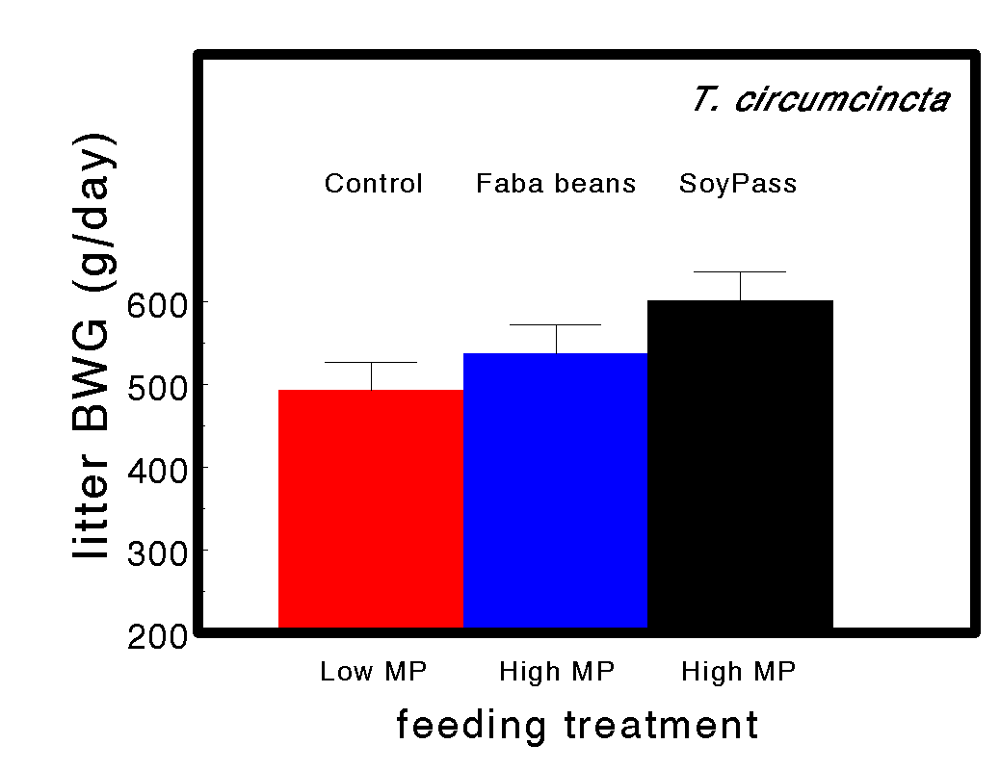 T. circumcincta
Control Faba beans SoyPass
litter BWG (g/day)
600
500
400
300
200
Low MP High MP High MP
feeding treatment